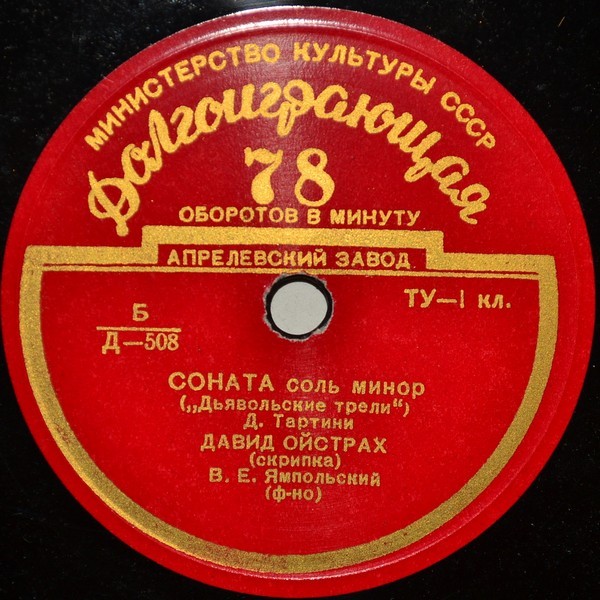 МИНИСТЕРСТВО КУЛЬТУРЫ СССР
Долгоиграющая
78
ОБОРОТОВ В МИНУТУ
АПРЕЛЕВСКИЙ ЗАВОД
ТУ—1 кл.
Б
Д—508
СОНАТА соль минор
(„Дьявольские трели“)
Д. Тартини
ДАВИД ОЙСТРАХ
(скрипка)
В. Е. Ямпольский
(ф-но)